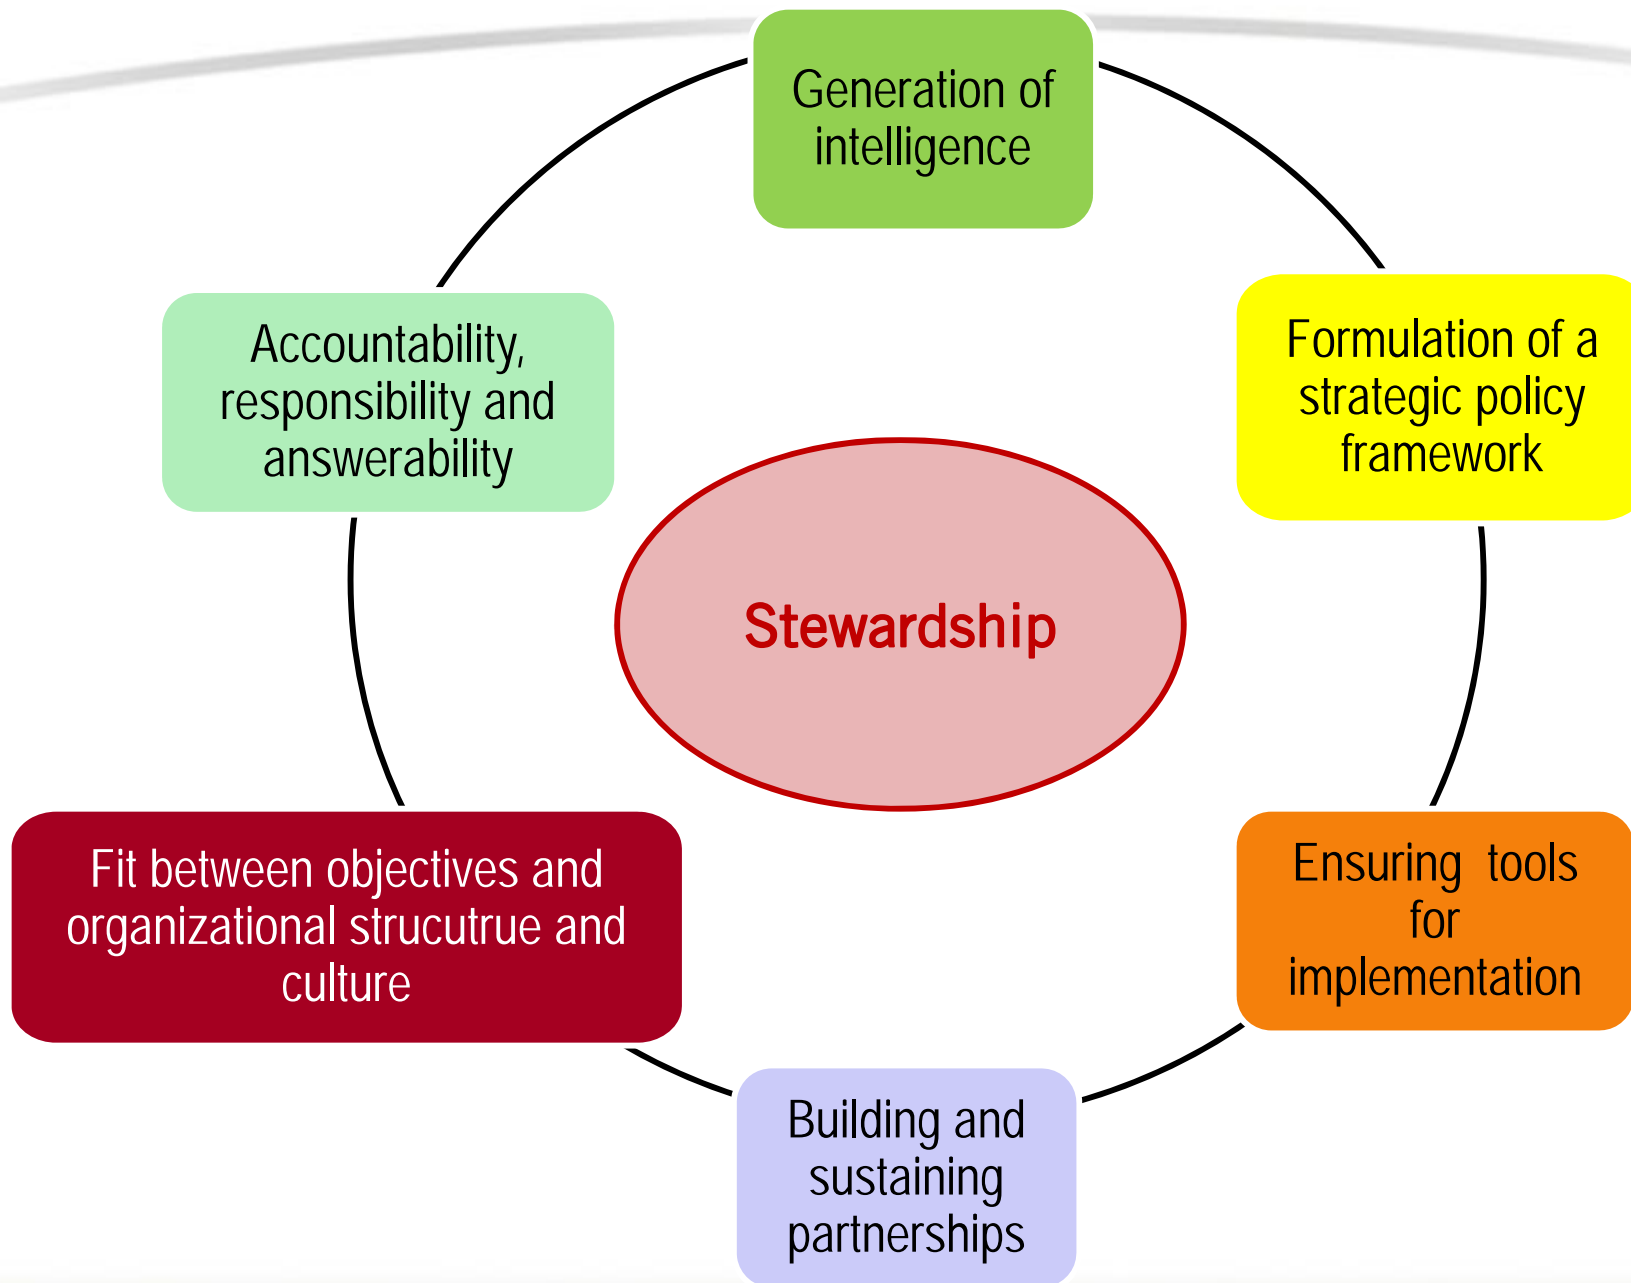 Generation of
intelligence
Formulation of a
strategic policy
framework
Ensuring tools
for
implementation
Building and
sustaining
partnerships
Fit between objectives and
organizational strucutrue and
culture
Accountability,
responsibility and
answerability
Stewardship